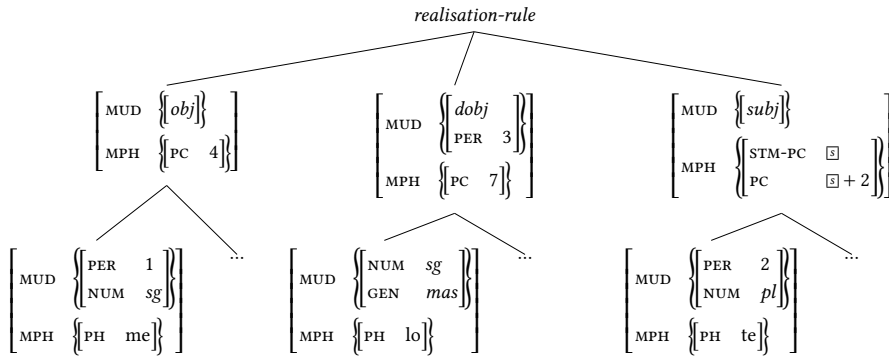 realisation-rule
MUD {[obj]}
MPH {[PC 4]}
MUD {[dobj
PER 3]}
MPH {[PC 7]}
MUD {[subj]}
MPH {[STM-PC s
PC s + 2]}
MUD {[PER 1
NUM sg]}
MPH {[PH me]}
...
MUD {[NUM sg
GEN mas]}
MPH {[PH lo]}
...
MUD {[PER 2
NUM pl]}
MPH {[PH te]}
...